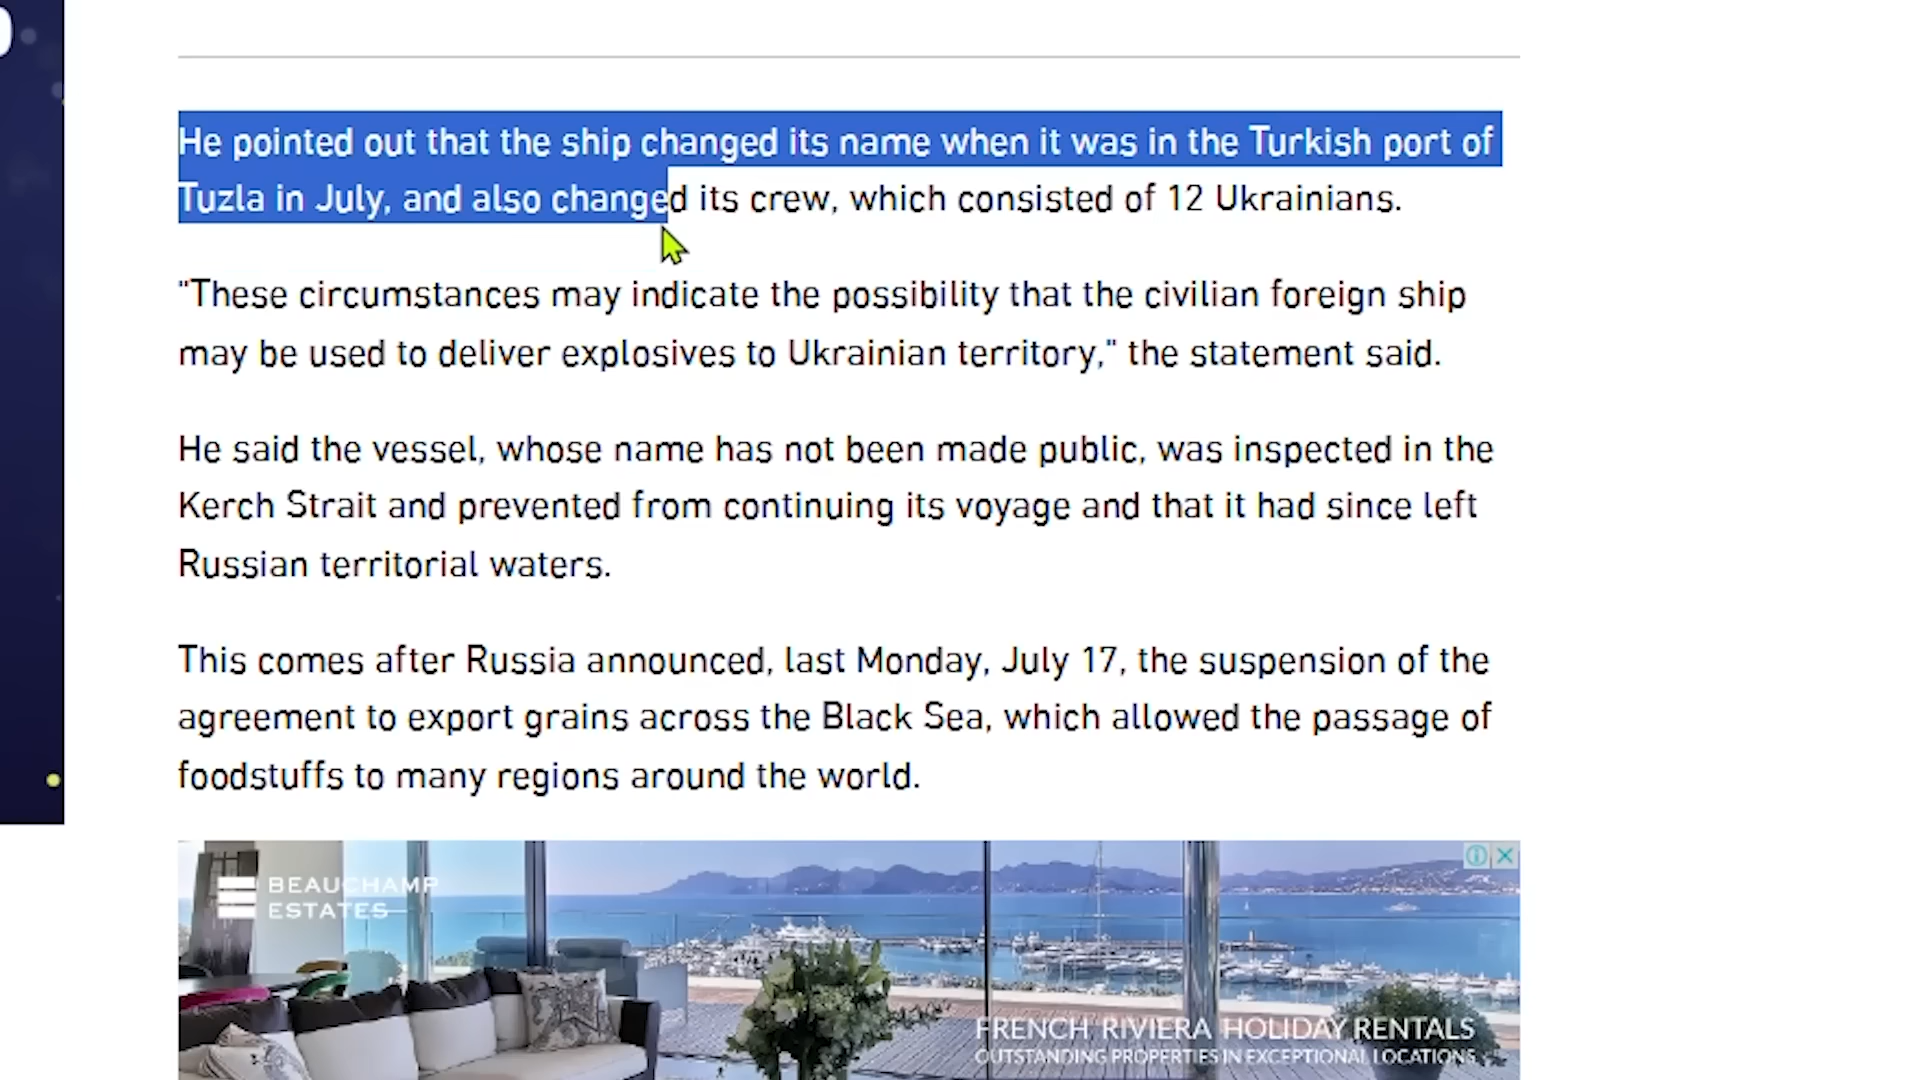 He pointed out that the ship changed its name when it was in the Turkish port of
Tuzla in July, and also changed its crew, which consisted of 12 Ukrainians.
"These circumstances may indicate the possibility that the civilian foreign ship
may be used to deliver explosives to Ukrainian territory," the statement said.
He said the vessel, whose name has not been made public, was inspected in the
Kerch Strait and prevented from continuing its voyage and that it had since left
Russian territorial waters.
This comes after Russia announced, last Monday, July 17, the suspension of the
agreement to export grains across the Black Sea, which allowed the passage of
foodstuffs to many regions around the world.
BEAUCHAMP
ESTATES
FRENCH RIVIERA HOLIDAY RENTALS
OUTSTANDING PROPERTIES IN EXCEPTIONAL LOCATIONS